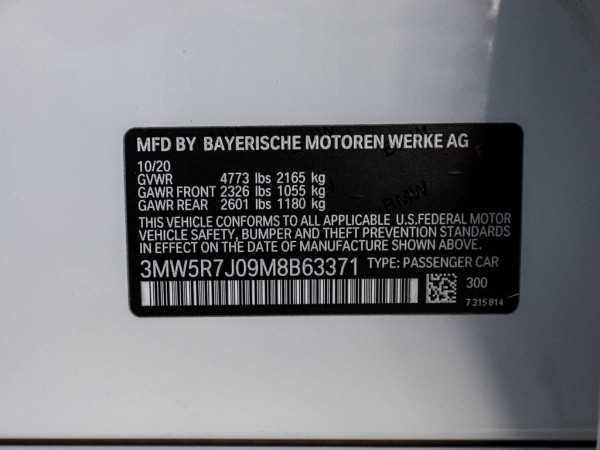 MFD BY BAYERISCHE MOTOREN WERKE AG
10/20
GVWR 4773 lbs 2165 kg
GAWR FRONT 2326 lbs 1055 kg
GAWR REAR 2601 lbs 1180 kg
BMW
THIS VEHICLE CONFORMS TO ALL APPLICABLE U.S.FEDERAL MOTOR
VEHICLE SAFETY, BUMPER, AND THEFT PREVENTION STANDARDS
IN EFFECT ON THE DATE OF MANUFACTURE SHOWN ABOVE.
3MW5R7J09M8B63371 TYPE: PASSENGER CAR
300
7 315 814